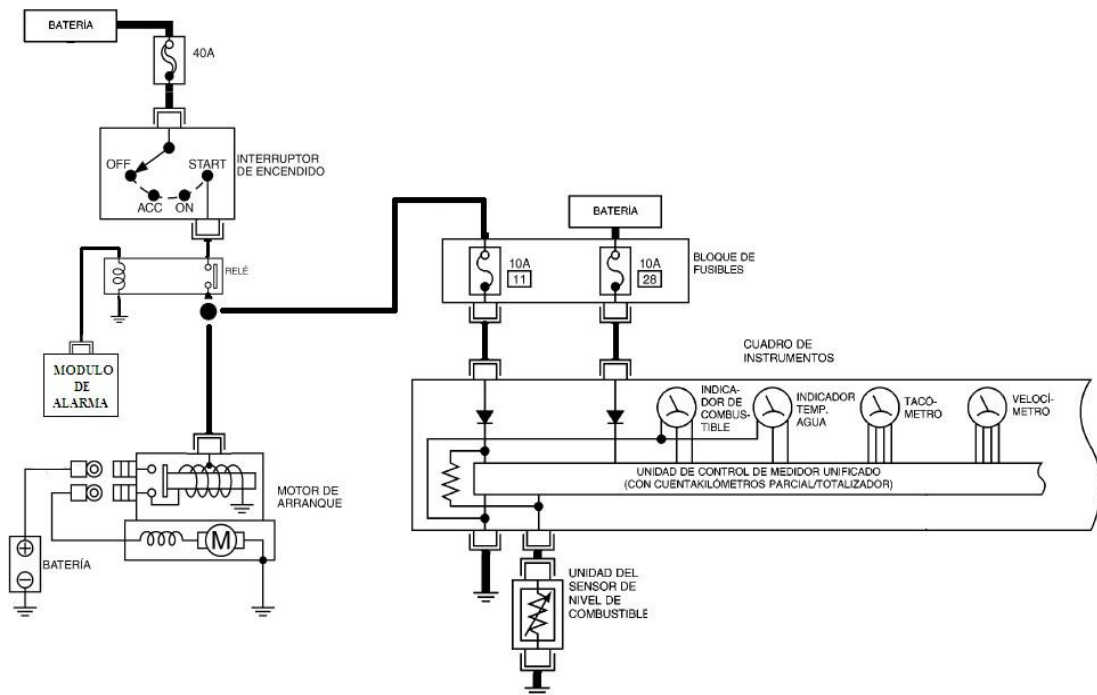 BATERÍA
40A
OFF
START
ACC
ON
INTERRUPTOR
DE ENCENDIDO
RELÉ
MODULO
DE
ALARMA
BATERÍA
10A
11
10A
28
BLOQUE DE
FUSIBLES
CUADRO DE
INSTRUMENTOS
INDICA-
DOR DE
COMBUS-
TIBLE
INDICADOR
TEMP.
AGUA
TACÓ-
METRO
VELOCÍ-
METRO
UNIDAD DE CONTROL DE MEDIDOR UNIFICADO
(CON CUENTAKILÓMETROS PARCIAL/TOTALIZADOR)
MOTOR DE
ARRANQUE
M
BATERÍA
UNIDAD DEL
SENSOR DE
NIVEL DE
COMBUSTIBLE